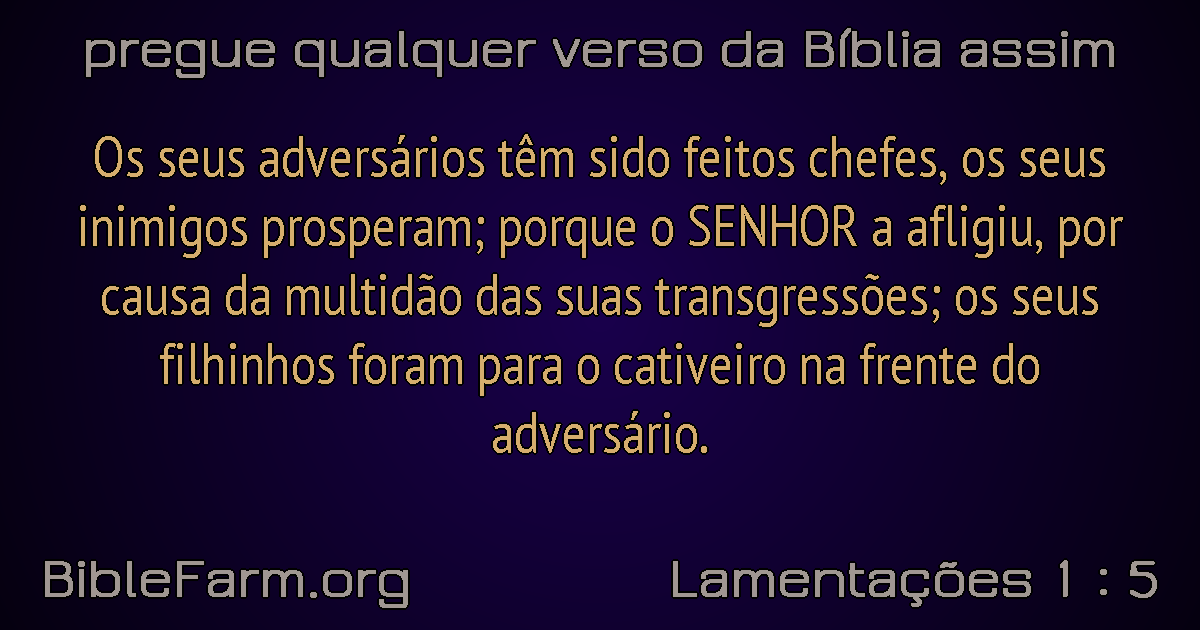 pregue qualquer verso da Bíblia assim
Os seus adversários têm sido feitos chefes, os seus
inimigos prosperam; porque o SENHOR a afligiu, por
causa da multidão das suas transgressões; os seus
filhinhos foram para o cativeiro na frente do
adversário.
BibleFarm.org
Lamentações 1 : 5